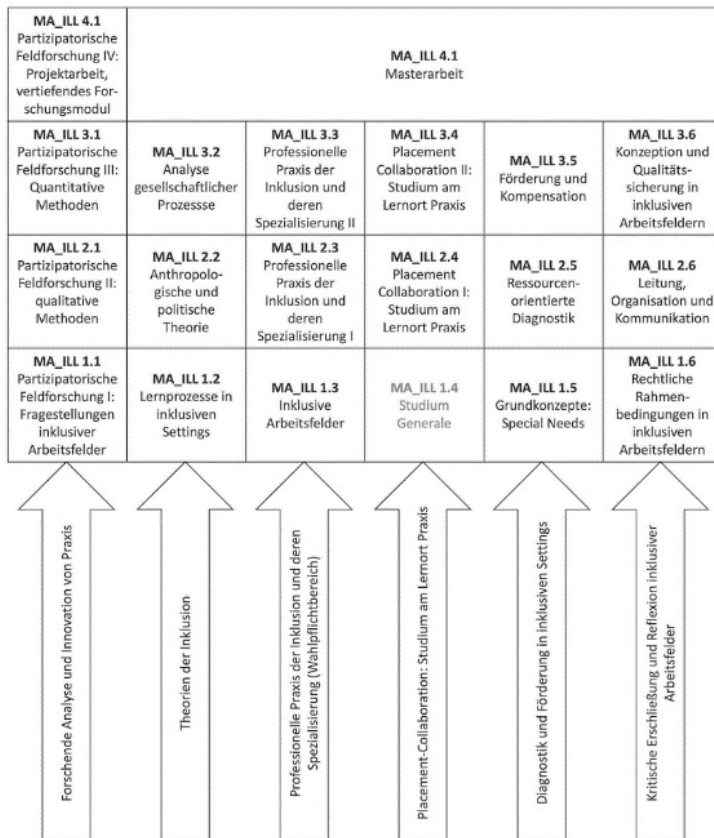 MA_ILL 4.1
Partizipatorische
Feldforschung IV:
Projektarbeit,
vertiefendes For-
schungsmodul
MA_ILL 4.1
Masterarbeit
MA_ILL 3.1
Partizipatorische
Feldforschung III:
Quantitative
Methoden
MA_ILL 3.2
Analyse
gesellschaftlicher
Prozessse
MA_ILL 3.3
Professionelle
Praxis der
Inklusion und
deren
Spezialisierung II
MA_ILL 3.4
Placement
Collaboration II:
Studium am
Lernort Praxis
MA_ILL 3.5
Förderung und
Kompensation
MA_ILL 3.6
Konzeption und
Qualitäts-
sicherung in
inklusiven
Arbeitsfeldern
MA_ILL 2.1
Partizipatorische
Feldforschung II:
qualitative
Methoden
MA_ILL 2.2
Anthropolo-
gische und
politische
Theorie
MA_ILL 2.3
Professionelle
Praxis der
Inklusion und
deren
Spezialisierung I
MA_ILL 2.4
Placement
Collaboration I:
Studium am
Lernort Praxis
MA_ILL 2.5
Ressourcen-
orientierte
Diagnostik
MA_ILL 2.6
Leitung,
Organisation und
Kommunikation
MA_ILL 1.1
Partizipatorische
Feldforschung I:
Fragestellungen
inklusiver
Arbeitsfelder
MA_ILL 1.2
Lernprozesse in
inklusiven
Settings
MA_ILL 1.3
Inklusive
Arbeitsfelder
MA_ILL 1.4
Studium
Generale
MA_ILL 1.5
Grundkonzepte:
Special Needs
MA_ILL 1.6
Rechtliche
Rahmen-
bedingungen in
inklusiven
Arbeitsfeldern
Forschende Analyse und Innovation von Praxis
Theorien der Inklusion
Professionelle Praxis der Inklusion und deren
Spezialisierung (Wahlpflichtbereich)
Placement-Collaboration: Studium am Lernort Praxis
Diagnostik und Förderung in inklusiven Settings
Kritische Erschließung und Reflexion inklusiver
Arbeitsfelder